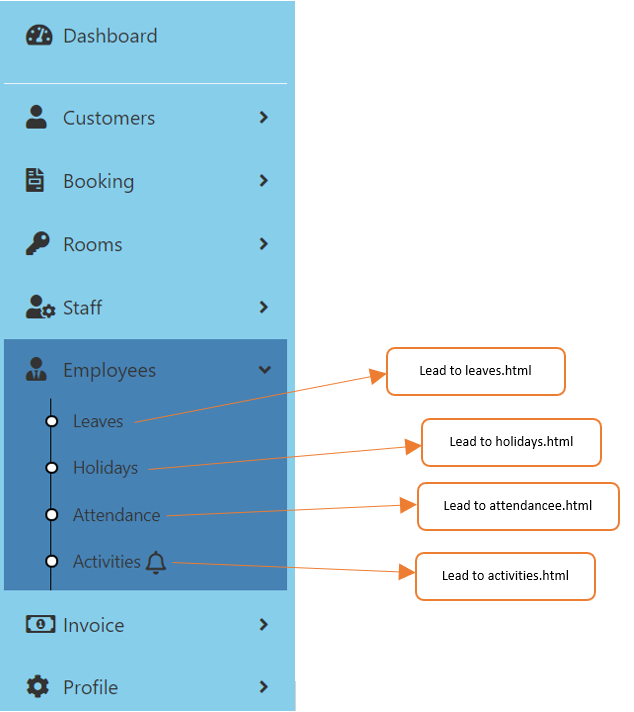 Dashboard
Customers
Booking
Rooms
Staff
Employees
Leaves
Lead to leaves.html
Holidays
Lead to holidays.html
Attendance
Lead to attendancee.html
Activities
Lead to activities.html
1
Invoice
Profile